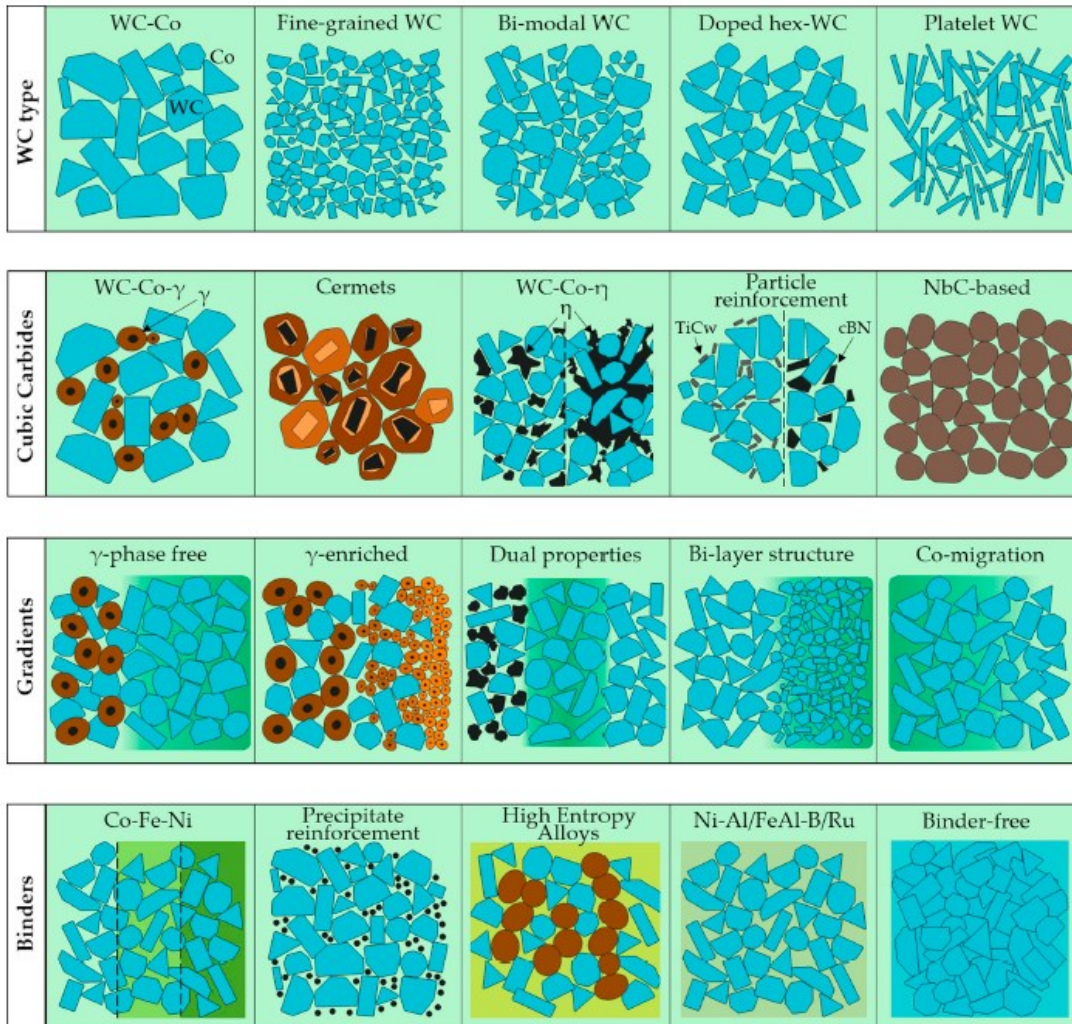 WC type
WC-Co
Co
WC
Fine-grained WC
Bi-modal WC
Doped hex-WC
Platelet WC
Cubic Carbides
WC-Co-γ
γ
Cermets
WC-Co-η
η
Particle
reinforcement
TiCw
cBN
NbC-based
Gradients
γ-phase free
γ-enriched
Dual properties
Bi-layer structure
Co-migration
Binders
Co-Fe-Ni
Precipitate
reinforcement
High Entropy
Alloys
Ni-Al/FeAl-B/Ru
Binder-free